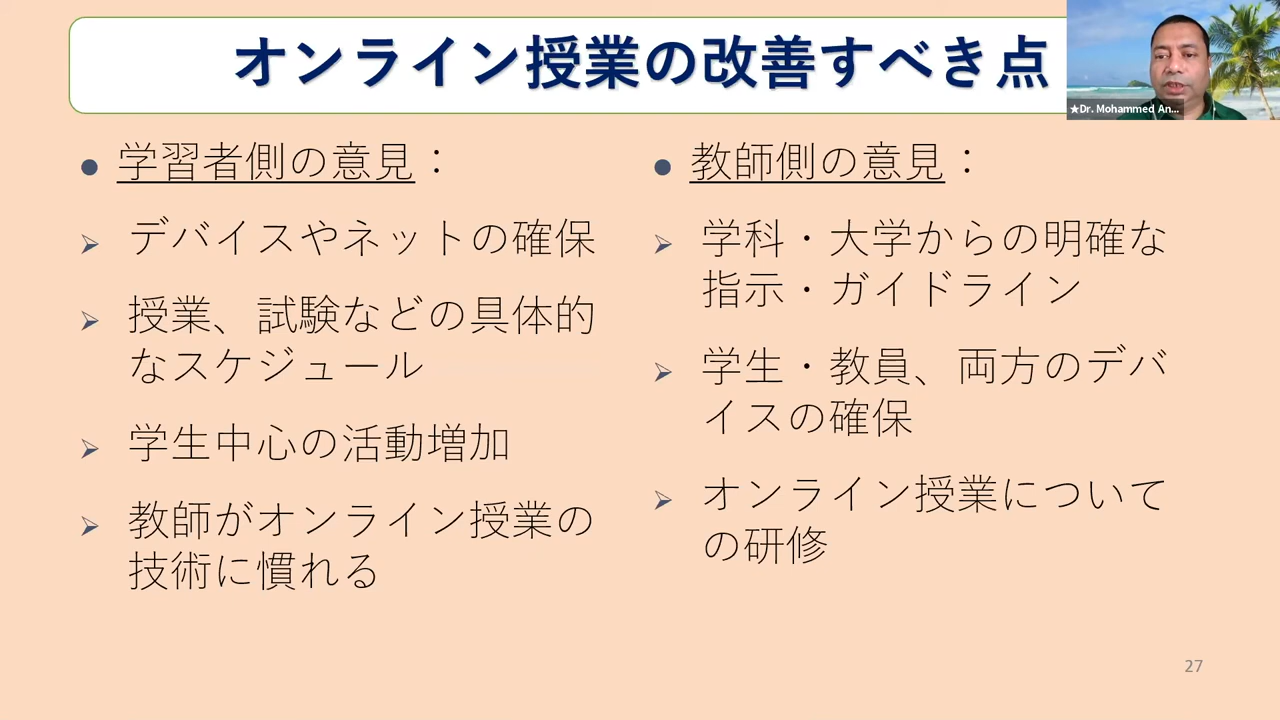 オンライン授業の改善すべき点
★Dr. Mohammed An...
● 学習者側の意見：
➢ デバイスやネットの確保
➢ 授業、試験などの具体的
なスケジュール
➢ 学生中心の活動増加
➢ 教師がオンライン授業の
技術に慣れる
● 教師側の意見：
➢ 学科・大学からの明確な
指示・ガイドライン
➢ 学生・教員、両方のデバ
イスの確保
➢ オンライン授業について
の研修
27